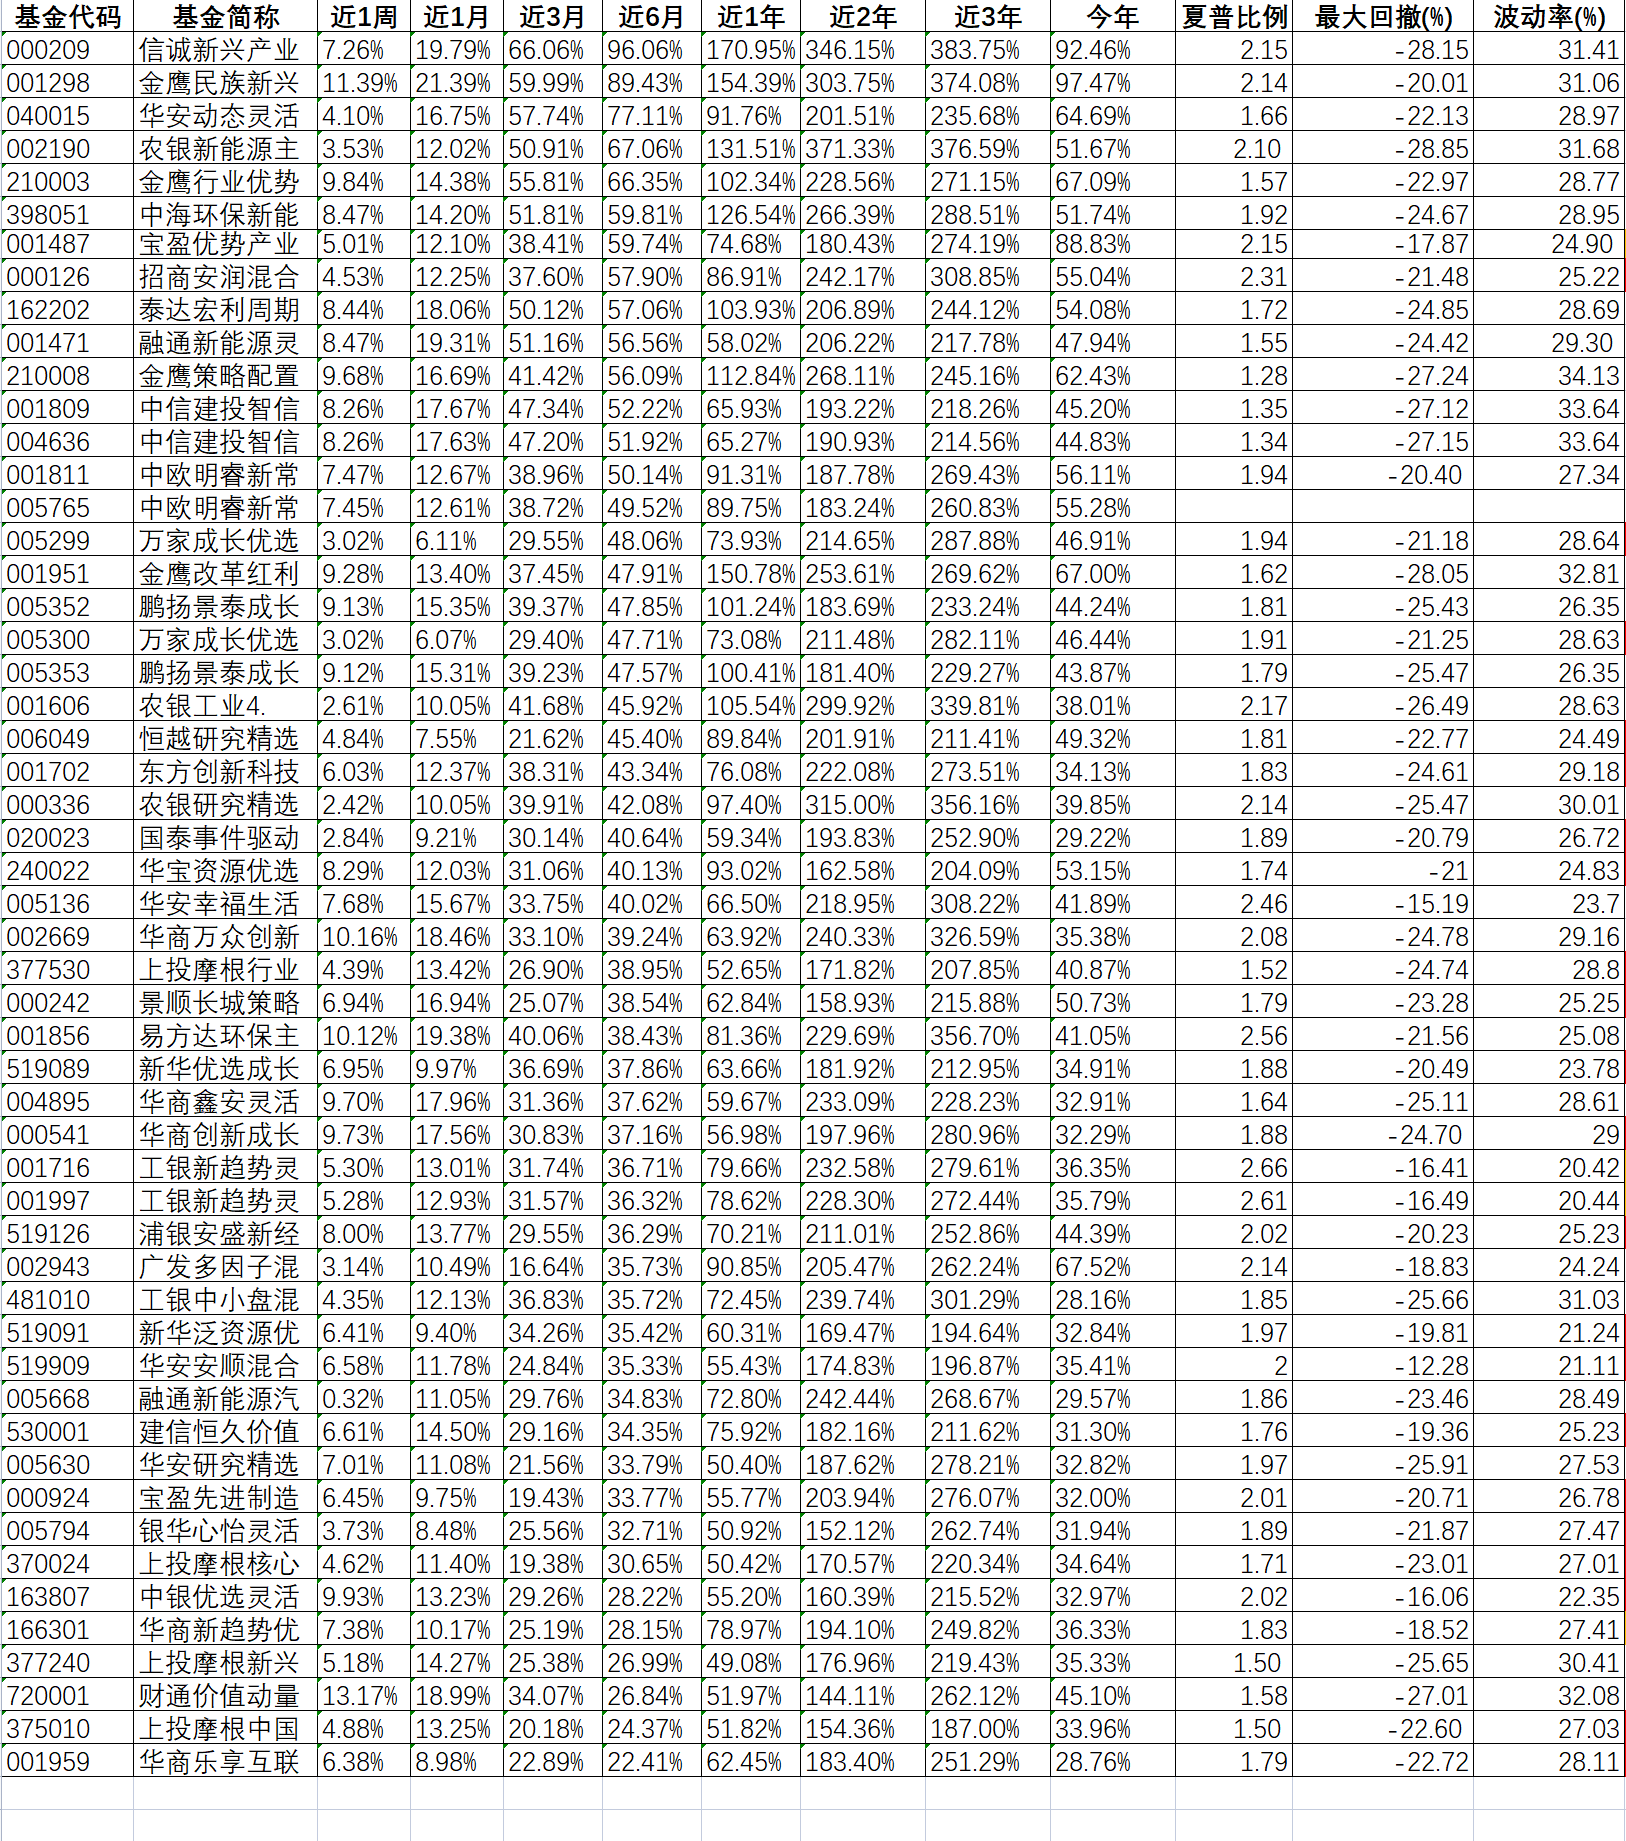 基金代码 基金简称 近1周 近1月 近3月 近6月 近1年 近2年 近3年 今年 夏普比例 最大回撤(%) 波动率(%)
000209 信诚新兴产业 7.26% 19.79% 66.06% 96.06% 170.95% 346.15% 383.75% 92.46% 2.15 -28.15 31.41
001298 金鹰民族新兴 11.39% 21.39% 59.99% 89.43% 154.39% 303.75% 374.08% 97.47% 2.14 -20.01 31.06
040015 华安动态灵活 4.10% 16.75% 57.74% 77.11% 91.76% 201.51% 235.68% 64.69% 1.66 -22.13 28.97
002190 农银新能源主 3.53% 12.02% 50.91% 67.06% 131.51% 371.33% 376.59% 51.67% 2.10 -28.85 31.68
210003 金鹰行业优势 9.84% 14.38% 55.81% 66.35% 102.34% 228.56% 271.15% 67.09% 1.57 -22.97 28.77
398051 中海环保新能 8.47% 14.20% 51.81% 59.81% 126.54% 266.39% 288.51% 51.74% 1.92 -24.67 28.95
001487 宝盈优势产业 5.01% 12.10% 38.41% 59.74% 74.68% 180.43% 274.19% 88.83% 2.15 -17.87 24.90
000126 招商安润混合 4.53% 12.25% 37.60% 57.90% 86.91% 242.17% 308.85% 55.04% 2.31 -21.48 25.22
162202 泰达宏利周期 8.44% 18.06% 50.12% 57.06% 103.93% 206.89% 244.12% 54.08% 1.72 -24.85 28.69
001471 融通新能源灵 8.47% 19.31% 51.16% 56.56% 58.02% 206.22% 217.78% 47.94% 1.55 -24.42 29.30
210008 金鹰策略配置 9.68% 16.69% 41.42% 56.09% 112.84% 268.11% 245.16% 62.43% 1.28 -27.24 34.13
001809 中信建投智信 8.26% 17.67% 47.34% 52.22% 65.93% 193.22% 218.26% 45.20% 1.35 -27.12 33.64
004636 中信建投智信 8.26% 17.63% 47.20% 51.92% 65.27% 190.93% 214.56% 44.83% 1.34 -27.15 33.64
001811 中欧明睿新常 7.47% 12.67% 38.96% 50.14% 91.31% 187.78% 269.43% 56.11% 1.94 -20.40 27.34
005765 中欧明睿新常 7.45% 12.61% 38.72% 49.52% 89.75% 183.24% 260.83% 55.28%
005299 万家成长优选 3.02% 6.11% 29.55% 48.06% 73.93% 214.65% 287.88% 46.91% 1.94 -21.18 28.64
001951 金鹰改革红利 9.28% 13.40% 37.45% 47.91% 150.78% 253.61% 269.62% 67.00% 1.62 -28.05 32.81
005352 鹏扬景泰成长 9.13% 15.35% 39.37% 47.85% 101.24% 183.69% 233.24% 44.24% 1.81 -25.43 26.35
005300 万家成长优选 3.02% 6.07% 29.40% 47.71% 73.08% 211.48% 282.11% 46.44% 1.91 -21.25 28.63
005353 鹏扬景泰成长 9.12% 15.31% 39.23% 47.57% 100.41% 181.40% 229.27% 43.87% 1.79 -25.47 26.35
001606 农银工业4. 2.61% 10.05% 41.68% 45.92% 105.54% 299.92% 339.81% 38.01% 2.17 -26.49 28.63
006049 恒越研究精选 4.84% 7.55% 21.62% 45.40% 89.84% 201.91% 211.41% 49.32% 1.81 -22.77 24.49
001702 东方创新科技 6.03% 12.37% 38.31% 43.34% 76.08% 222.08% 273.51% 34.13% 1.83 -24.61 29.18
000336 农银研究精选 2.42% 10.05% 39.91% 42.08% 97.40% 315.00% 356.16% 39.85% 2.14 -25.47 30.01
020023 国泰事件驱动 2.84% 9.21% 30.14% 40.64% 59.34% 193.83% 252.90% 29.22% 1.89 -20.79 26.72
240022 华宝资源优选 8.29% 12.03% 31.06% 40.13% 93.02% 162.58% 204.09% 53.15% 1.74 -21 24.83
005136 华安幸福生活 7.68% 15.67% 33.75% 40.02% 66.50% 218.95% 308.22% 41.89% 2.46 -15.19 23.7
002669 华商万众创新 10.16% 18.46% 33.10% 39.24% 63.92% 240.33% 326.59% 35.38% 2.08 -24.78 29.16
377530 上投摩根行业 4.39% 13.42% 26.90% 38.95% 52.65% 171.82% 207.85% 40.87% 1.52 -24.74 28.8
000242 景顺长城策略 6.94% 16.94% 25.07% 38.54% 62.84% 158.93% 215.88% 50.73% 1.79 -23.28 25.25
001856 易方达环保主 10.12% 19.38% 40.06% 38.43% 81.36% 229.69% 356.70% 41.05% 2.56 -21.56 25.08
519089 新华优选成长 6.95% 9.97% 36.69% 37.86% 63.66% 181.92% 212.95% 34.91% 1.88 -20.49 23.78
004895 华商鑫安灵活 9.70% 17.96% 31.36% 37.62% 59.67% 233.09% 228.23% 32.91% 1.64 -25.11 28.61
000541 华商创新成长 9.73% 17.56% 30.83% 37.16% 56.98% 197.96% 280.96% 32.29% 1.88 -24.70 29
001716 工银新趋势灵 5.30% 13.01% 31.74% 36.71% 79.66% 232.58% 279.61% 36.35% 2.66 -16.41 20.42
001997 工银新趋势灵 5.28% 12.93% 31.57% 36.32% 78.62% 228.30% 272.44% 35.79% 2.61 -16.49 20.44
519126 浦银安盛新经 8.00% 13.77% 29.55% 36.29% 70.21% 211.01% 252.86% 44.39% 2.02 -20.23 25.23
002943 广发多因子混 3.14% 10.49% 16.64% 35.73% 90.85% 205.47% 262.24% 67.52% 2.14 -18.83 24.24
481010 工银中小盘混 4.35% 12.13% 36.83% 35.72% 72.45% 239.74% 301.29% 28.16% 1.85 -25.66 31.03
519091 新华泛资源优 6.41% 9.40% 34.26% 35.42% 60.31% 169.47% 194.64% 32.84% 1.97 -19.81 21.24
519909 华安安顺混合 6.58% 11.78% 24.84% 35.33% 55.43% 174.83% 196.87% 35.41% 2 -12.28 21.11
005668 融通新能源汽 0.32% 11.05% 29.76% 34.83% 72.80% 242.44% 268.67% 29.57% 1.86 -23.46 28.49
530001 建信恒久价值 6.61% 14.50% 29.16% 34.35% 75.92% 182.16% 211.62% 31.30% 1.76 -19.36 25.23
005630 华安研究精选 7.01% 11.08% 21.56% 33.79% 50.40% 187.62% 278.21% 32.82% 1.97 -25.91 27.53
000924 宝盈先进制造 6.45% 9.75% 19.43% 33.77% 55.77% 203.94% 276.07% 32.00% 2.01 -20.71 26.78
005794 银华心怡灵活 3.73% 8.48% 25.56% 32.71% 50.92% 152.12% 262.74% 31.94% 1.89 -21.87 27.47
370024 上投摩根核心 4.62% 11.40% 19.38% 30.65% 50.42% 170.57% 220.34% 34.64% 1.71 -23.01 27.01
163807 中银优选灵活 9.93% 13.23% 29.26% 28.22% 55.20% 160.39% 215.52% 32.97% 2.02 -16.06 22.35
166301 华商新趋势优 7.38% 10.17% 25.19% 28.15% 78.97% 194.10% 249.82% 36.33% 1.83 -18.52 27.41
377240 上投摩根新兴 5.18% 14.27% 25.38% 26.99% 49.08% 176.96% 219.43% 35.33% 1.50 -25.65 30.41
720001 财通价值动量 13.17% 18.99% 34.07% 26.84% 51.97% 144.11% 262.12% 45.10% 1.58 -27.01 32.08
375010 上投摩根中国 4.88% 13.25% 20.18% 24.37% 51.82% 154.36% 187.00% 33.96% 1.50 -22.60 27.03
001959 华商乐享互联 6.38% 8.98% 22.89% 22.41% 62.45% 183.40% 251.29% 28.76% 1.79 -22.72 28.11